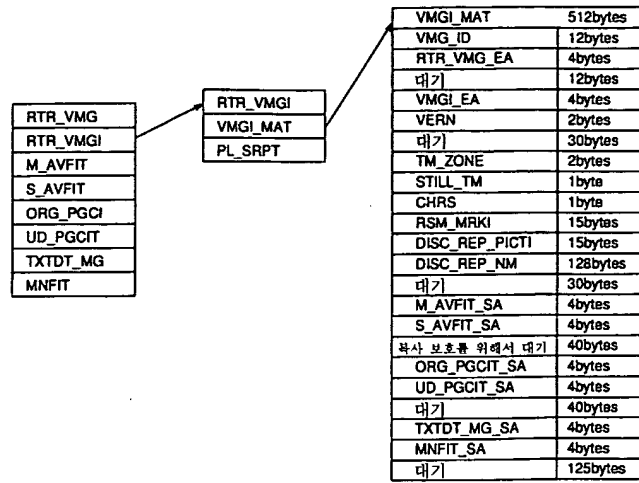 RTR_VMG
RTR_VMGI
M_AVFIT
S_AVFIT
ORG_PGCI
UD_PGCIT
TXTDT_MG
MNFIT
RTR_VMGI
VMGI_MAT
PL_SRPT
VMGI_MAT 512bytes
VMG_ID 12bytes
RTR_VMG_EA 4bytes
대기 12bytes
VMGI_EA 4bytes
VERN 2bytes
대기 30bytes
TM_ZONE 2bytes
STILL_TM 1byte
CHRS 1byte
RSM_MRKI 15bytes
DISC_REP_PICTI 15bytes
DISC_REP_NM 128bytes
대기 30bytes
M_AVFIT_SA 4bytes
S_AVFIT_SA 4bytes
복사 보호를 위해서 대기 40bytes
ORG_PGCIT_SA 4bytes
UD_PGCIT_SA 4bytes
대기 40bytes
TXTDT_MG_SA 4bytes
MNFIT_SA 4bytes
대기 125bytes